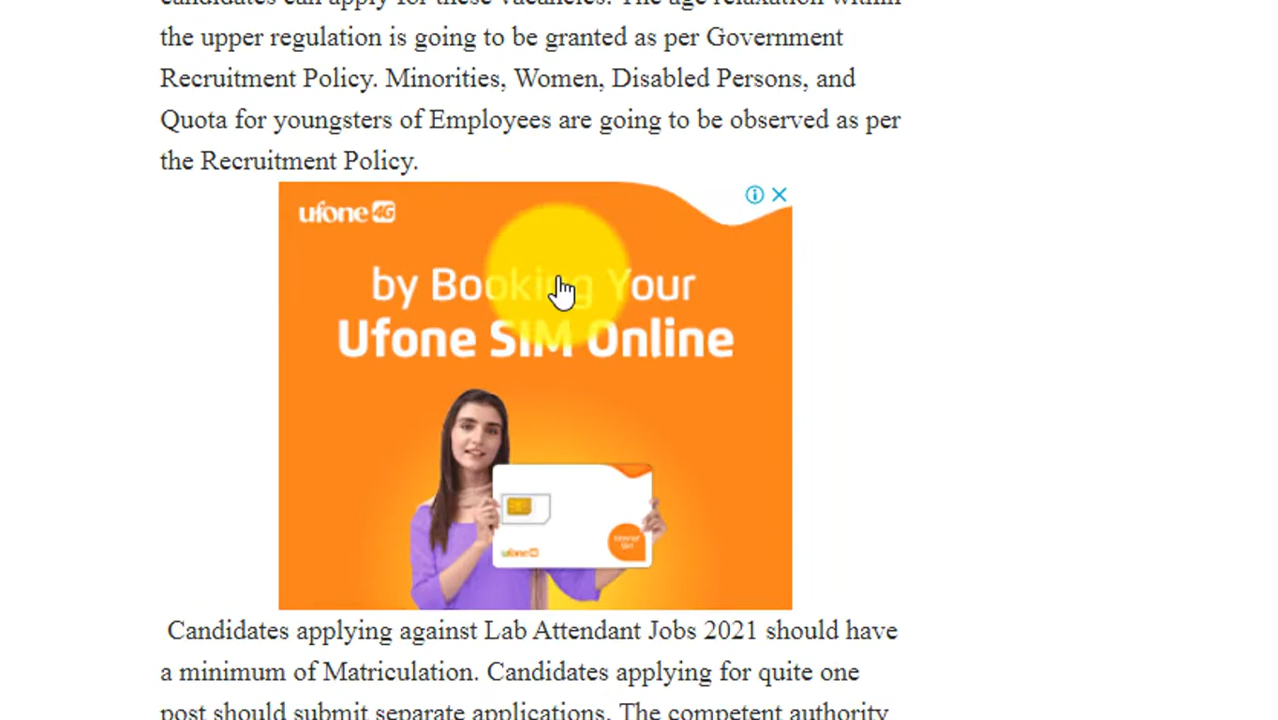 candidates can apply for these vacancies. The age relaxation within
the upper regulation is going to be granted as per Government
Recruitment Policy. Minorities, Women, Disabled Persons, and
Quota for youngsters of Employees are going to be observed as per
the Recruitment Policy.
ufone 4G
by Booking Your
Ufone SIM Online
ufone
Candidates applying against Lab Attendant Jobs 2021 should have
a minimum of Matriculation. Candidates applying for quite one
post should submit separate applications. The competent authority